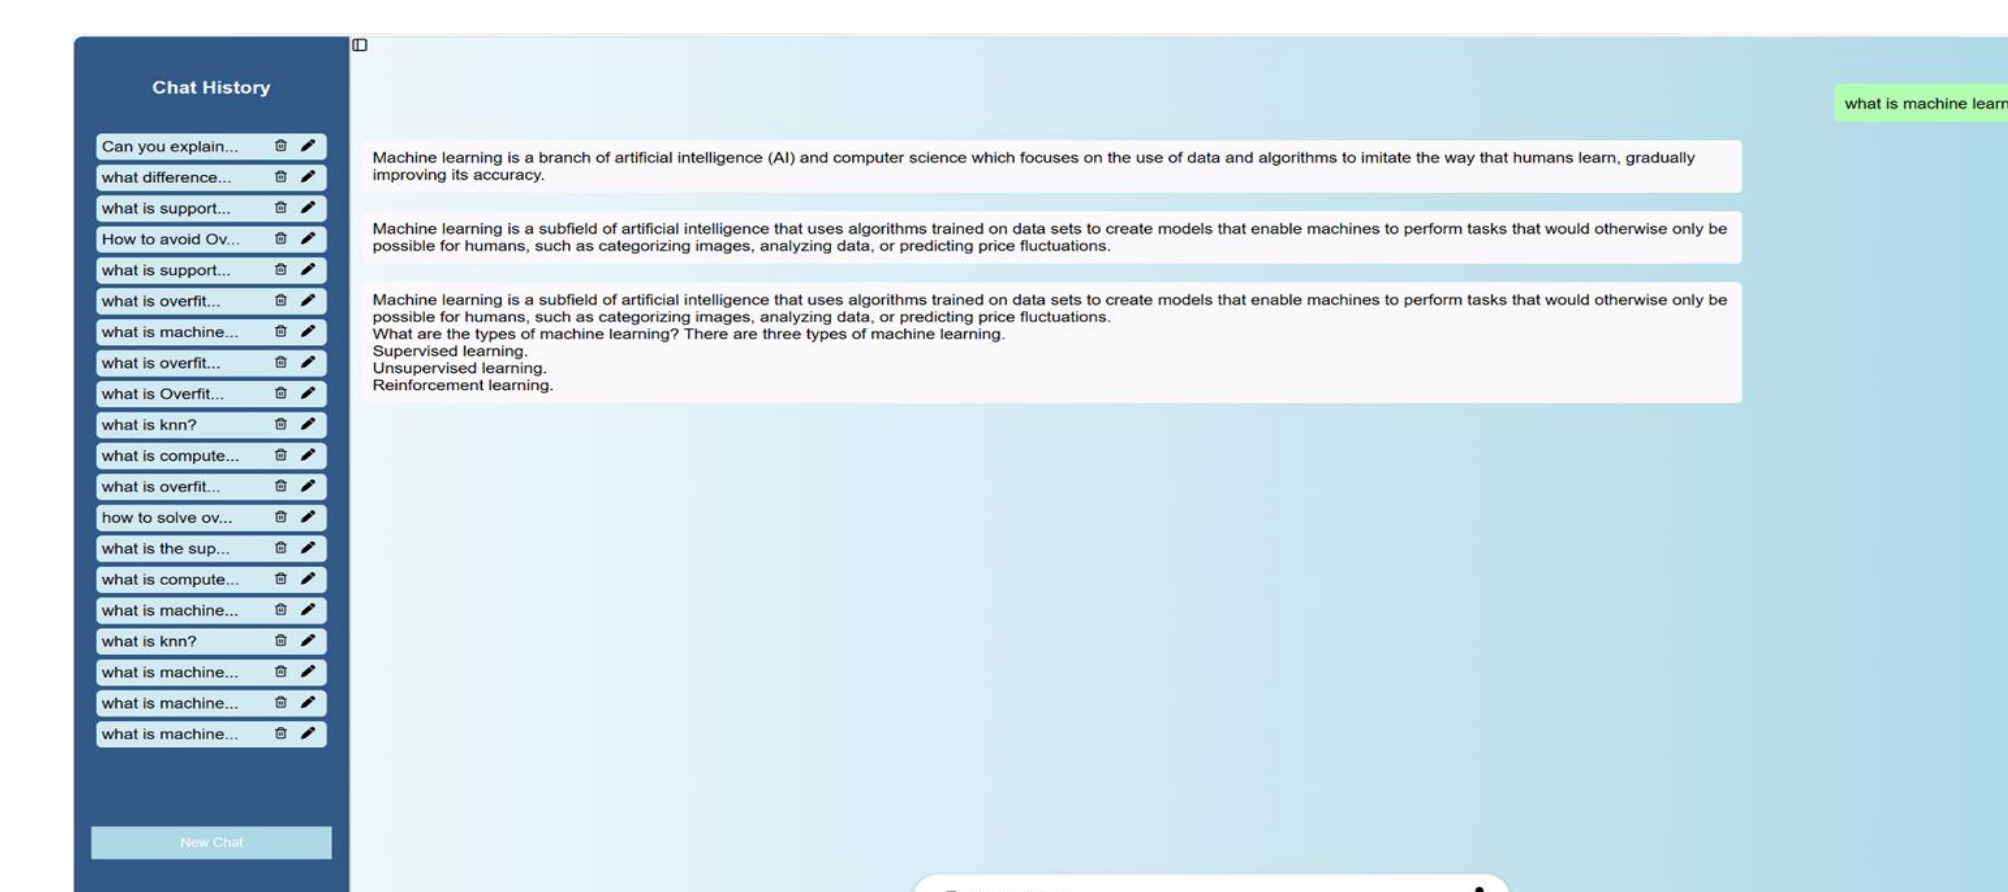 Chat History
Can you explain...
what difference...
what is support...
How to avoid Ov...
what is support...
what is overfit...
what is machine...
what is overfit...
what is Overfit...
what is knn?
what is compute...
what is overfit...
how to solve ov...
what is the sup...
what is compute...
what is machine...
what is knn?
what is machine...
what is machine...
what is machine...
New Chat
what is machine learn
Machine learning is a branch of artificial intelligence (AI) and computer science which focuses on the use of data and algorithms to imitate the way that humans learn, gradually
improving its accuracy.
Machine learning is a subfield of artificial intelligence that uses algorithms trained on data sets to create models that enable machines to perform tasks that would otherwise only be
possible for humans, such as categorizing images, analyzing data, or predicting price fluctuations.
Machine learning is a subfield of artificial intelligence that uses algorithms trained on data sets to create models that enable machines to perform tasks that would otherwise only be
possible for humans, such as categorizing images, analyzing data, or predicting price fluctuations.
What are the types of machine learning? There are three types of machine learning.
Supervised learning.
Unsupervised learning.
Reinforcement learning.